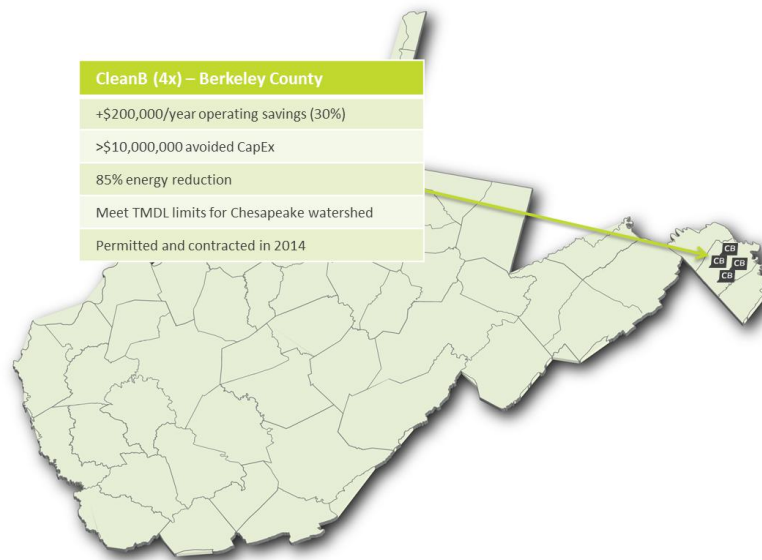 CleanB (4x) – Berkeley County
+$200,000/year operating savings (30%)
>$10,000,000 avoided CapEx
85% energy reduction
Meet TMDL limits for Chesapeake watershed
Permitted and contracted in 2014
CB
CB
CB
CB